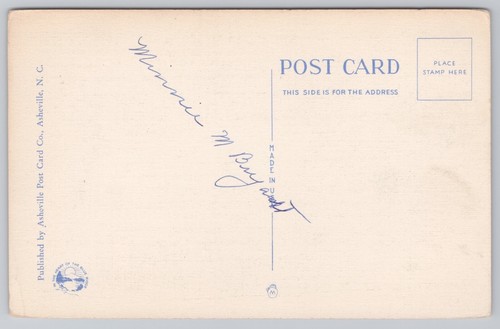 POST CARD
THIS SIDE IS FOR THE ADDRESS
PLACE
STAMP HERE
Minnie M Bryant
MADE IN U
Published by Asheville Post Card Co., Asheville, N. C.